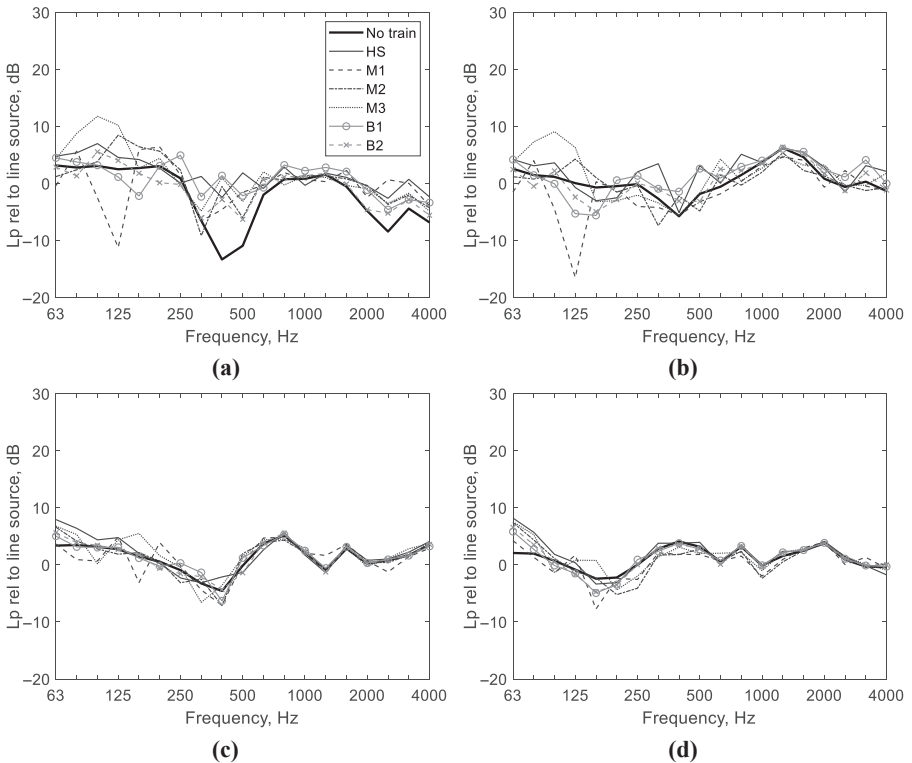 30
20
10
0
–10
–20
Lp rel to line source, dB
63
125
250
500
1000
2000
4000
Frequency, Hz
No train
HS
M1
M2
M3
B1
B2
(a)
30
20
10
0
–10
–20
Lp rel to line source, dB
63
125
250
500
1000
2000
4000
Frequency, Hz
(b)
30
20
10
0
–10
–20
Lp rel to line source, dB
63
125
250
500
1000
2000
4000
Frequency, Hz
(c)
30
20
10
0
–10
–20
Lp rel to line source, dB
63
125
250
500
1000
2000
4000
Frequency, Hz
(d)